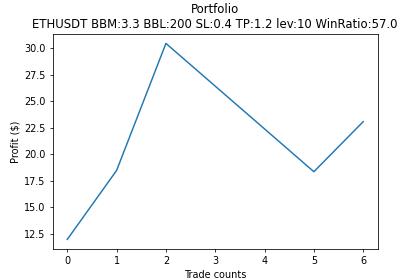 Portfolio
ETHUSDT BBM:3.3 BBL:200 SL:0.4 TP:1.2 lev:10 WinRatio:57.0
30.0
27.5
25.0
22.5
20.0
17.5
15.0
12.5
Profit ($)
0 1 2 3 4 5 6
Trade counts